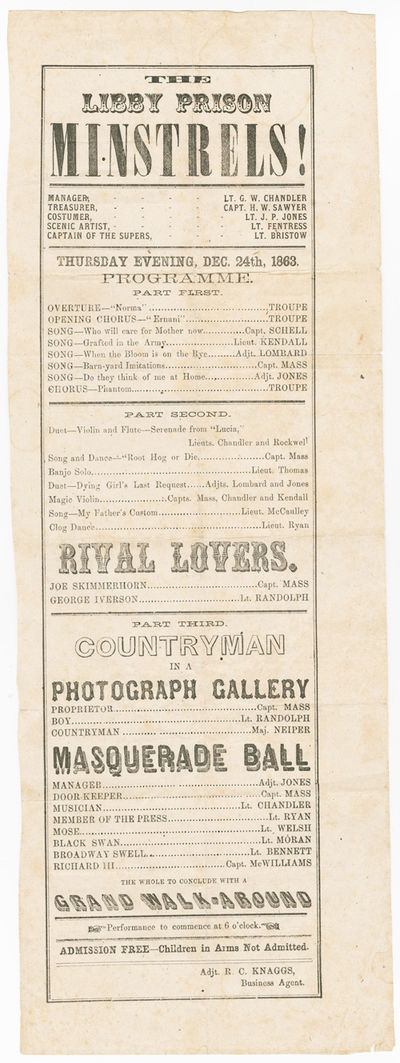 THE
LIBBY PRISON
MINSTRELS!
MANAGER, - - - - LT. G. W. CHANDLER
TREASURER, - - - - CAPT. H. W. SAWYER
COSTUMER, - - - - LT. J. P. JONES
SCENIC ARTIST, - - - - LT. FENTRESS
CAPTAIN OF THE SUPERS, - - - LT. BRISTOW
THURSDAY EVENING, DEC. 24th, 1863.
PROGRAMME.
PART FIRST.
OVERTURE—"Norma"..............................TROUPE
OPENING CHORUS—"Ernani"....................TROUPE
SONG—Who will care for Mother now..........Capt. SCHELL
SONG—Grafted in the Army.................Lieut. KENDALL
SONG—When the Bloom is on the Rye.......Adjt. LOMBARD
SONG—Barn-yard Imitations.......................Capt. MASS
SONG—Do they think of me at Home...........Adjt. JONES
CHORUS—Phantom................................TROUPE
PART SECOND.
Duet—Violin and Flute—Serenade from "Lucia,"
Lieuts. Chandler and Rockwell
Song and Dance—"Root Hog or Die................Capt. Mass
Banjo Solo......................................Lieut. Thomas
Duet—Dying Girl's Last Request......Adjts. Lombard and Jones
Magic Violin................Capts. Mass, Chandler and Kendall
Song—My Father's Custom....................Lieut. McCaulley
Clog Dance........................................Lieut. Ryan
RIVAL LOVERS.
JOE SKIMMERHORN..........................Capt. MASS
GEORGE IVERSON.........................Lt. RANDOLPH
PART THIRD.
COUNTRYMAN
IN A
PHOTOGRAPH GALLERY
PROPRIETOR...................................Capt. MASS
BOY........................................Lt. RANDOLPH
COUNTRYMAN................................Maj. NEIPER
MASQUERADE BALL
MANAGER....................................Adjt. JONES
DOOR-KEEPER.................................Capt. MASS
MUSICIAN.................................Lt. CHANDLER
MEMBER OF THE PRESS..........................Lt. RYAN
MOSE..........................................Lt. WELSH
BLACK SWAN...................................Lt. MORAN
BROADWAY SWELL.............................Lt. BENNETT
RICHARD III...........................Capt. McWILLIAMS
THE WHOLE TO CONCLUDE WITH A
GRAND WALK-AROUND
Performance to commence at 6 o'clock.
ADMISSION FREE—Children in Arms Not Admitted.
Adjt. R. C. KNAGGS,
Business Agent.